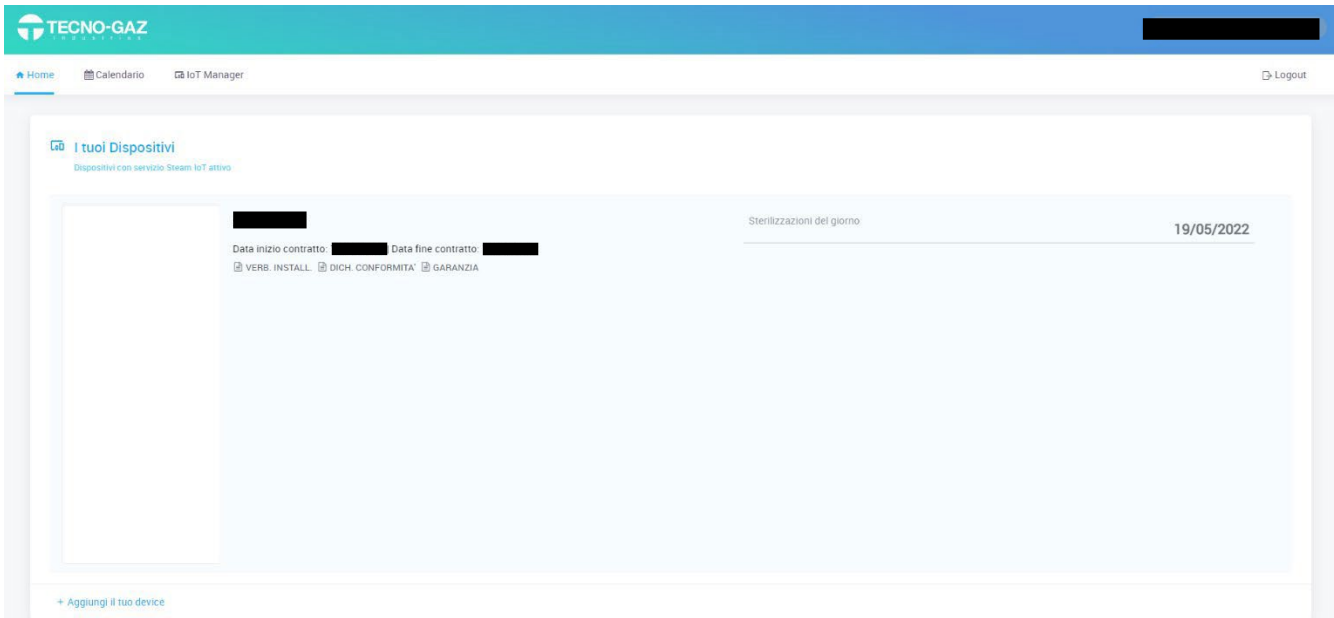 TECNO-GAZ
INDUSTRIES
Home Calendario IoT Manager Logout
I tuoi Dispositivi
Dispositivi con servizio Steam IoT attivo
Sterilizzazioni del giorno 19/05/2022
Data inizio contratto: Data fine contratto:
VERB. INSTALL. DICH. CONFORMITA' GARANZIA
+ Aggiungi il tuo device